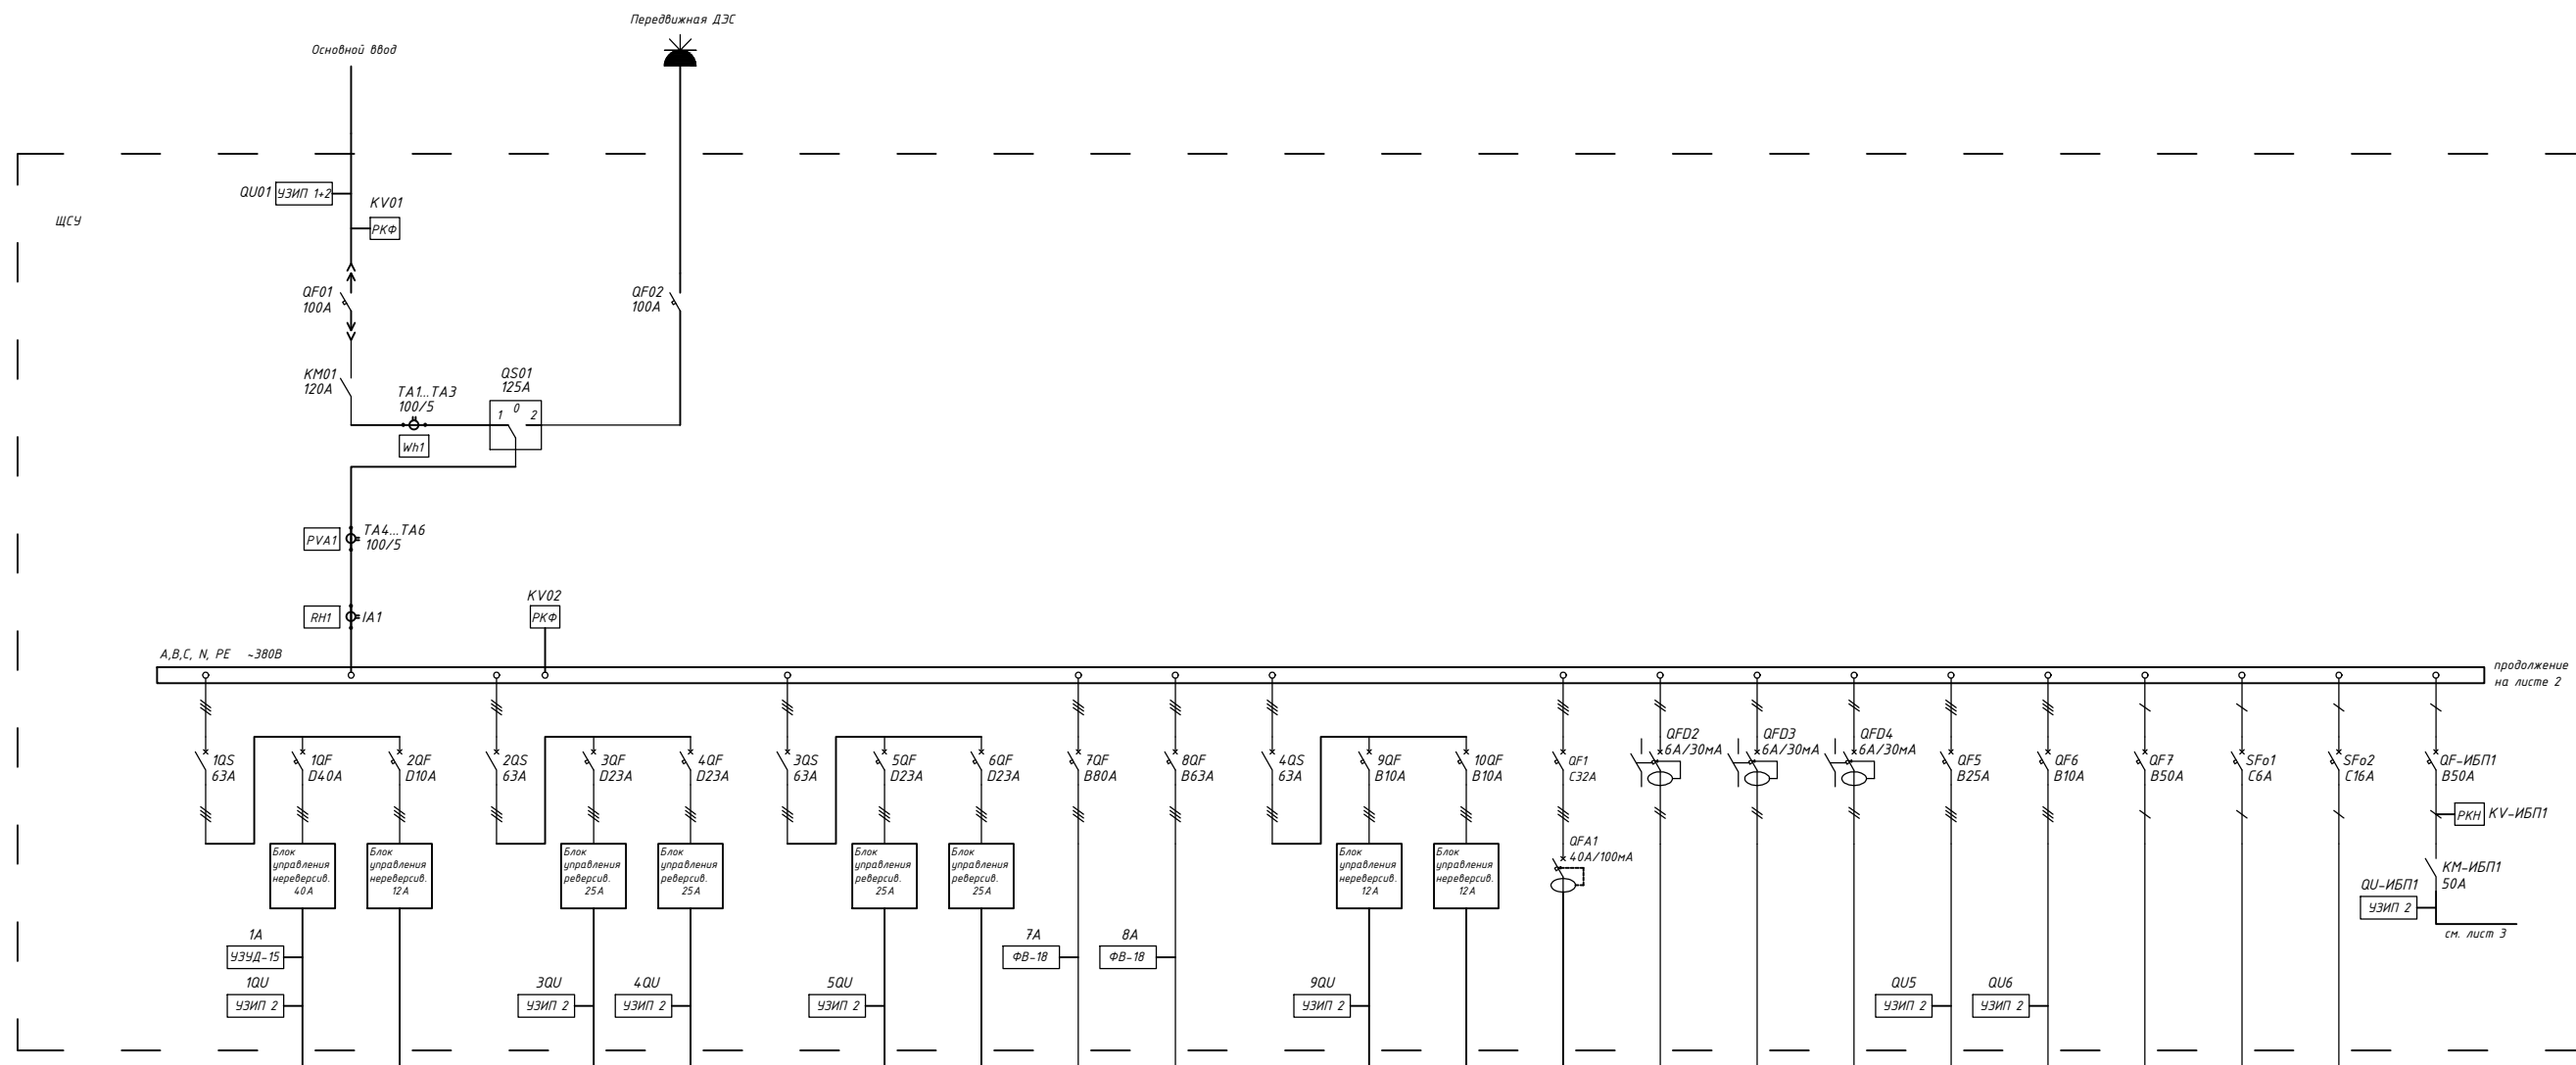 Передвижная ДЭС
Основной ввод
QU01
УЗИП 1+2
KV01
РКФ
ЩСУ
QF01
100А
QF02
100А
KM01
120А
TA1...TA3
100/5
Wh1
QS01
125А
1 0 2
PVA1
TA4...TA6
100/5
RH1
IA1
KV02
РКФ
A,B,C, N, PE ~380В
продолжение
на листе 2
1QS
63А
1QF
D40А
2QF
D10А
2QS
63А
3QF
D23А
4QF
D23А
3QS
63А
5QF
D23А
6QF
D23А
7QF
B80А
8QF
B63А
4QS
63А
9QF
B10А
10QF
B10А
QF1
C32А
QFD2
6А/30мА
QFD3
6А/30мА
QFD4
6А/30мА
QF5
B25А
QF6
B10А
QF7
B50А
SFo1
C6А
SFo2
C16А
QF-ИБП1
B50А
РКН
KV-ИБП1
KM-ИБП1
50А
QU-ИБП1
УЗИП 2
см. лист 3
QFA1
40А/100мА
Блок
управления
нереверсив.
40А
Блок
управления
нереверсив.
12А
Блок
управления
реверсив.
25А
Блок
управления
реверсив.
25А
Блок
управления
реверсив.
25А
Блок
управления
реверсив.
25А
Блок
управления
нереверсив.
12А
Блок
управления
нереверсив.
12А
1A
УЗУД-15
1QU
УЗИП 2
3QU
УЗИП 2
4QU
УЗИП 2
5QU
УЗИП 2
7A
ФВ-18
8A
ФВ-18
9QU
УЗИП 2
QU5
УЗИП 2
QU6
УЗИП 2